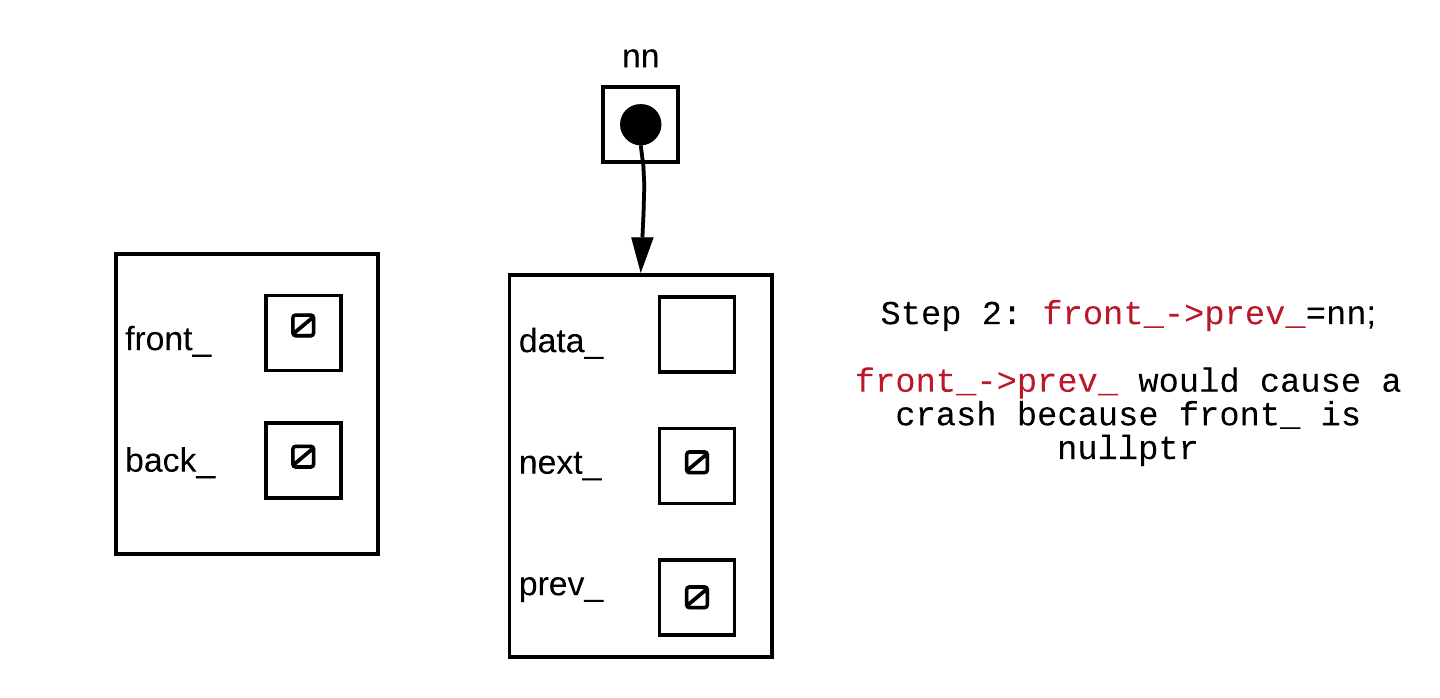 nn
front_
back_
data_
next_
prev_
Step 2: front_->prev_=nn;
front_->prev_ would cause a
crash because front_ is
nullptr